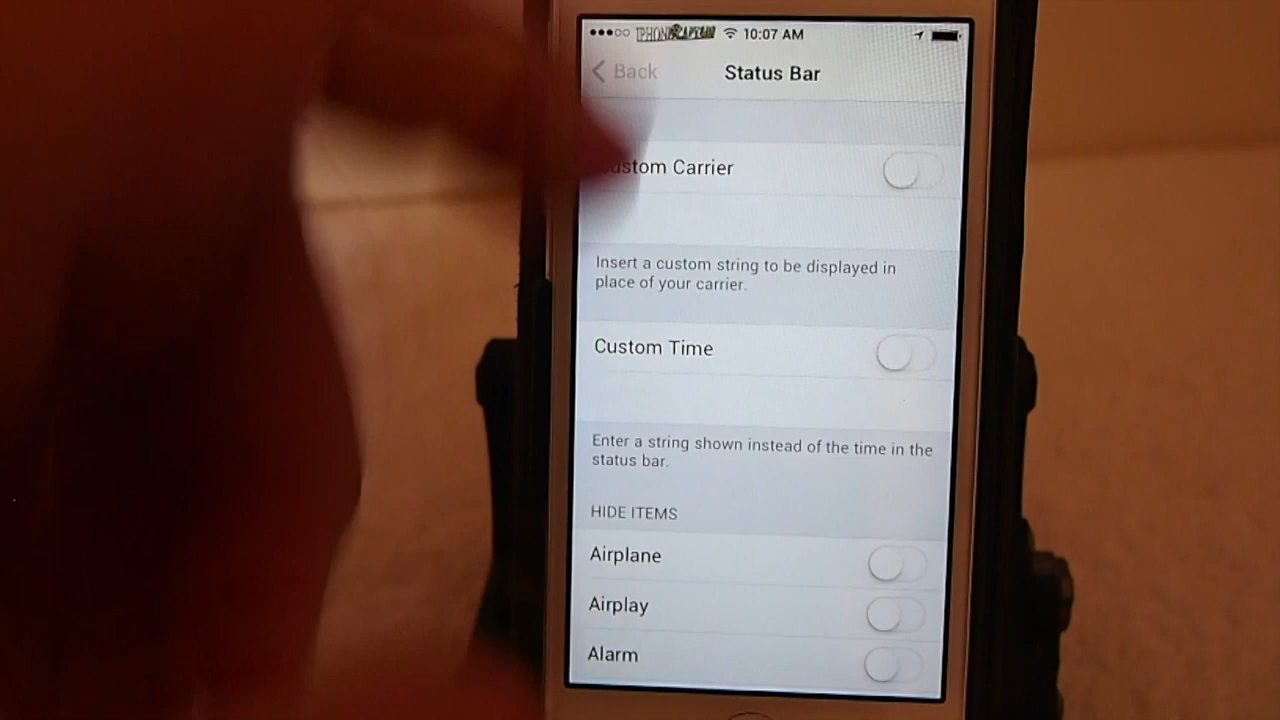 10:07 AM
Back
Status Bar
Carrier
Insert a custom string to be displayed in
place of your carrier.
Custom Time
Enter a string shown instead of the time in the
status bar.
HIDE ITEMS
Airplane
Airplay
Alarm